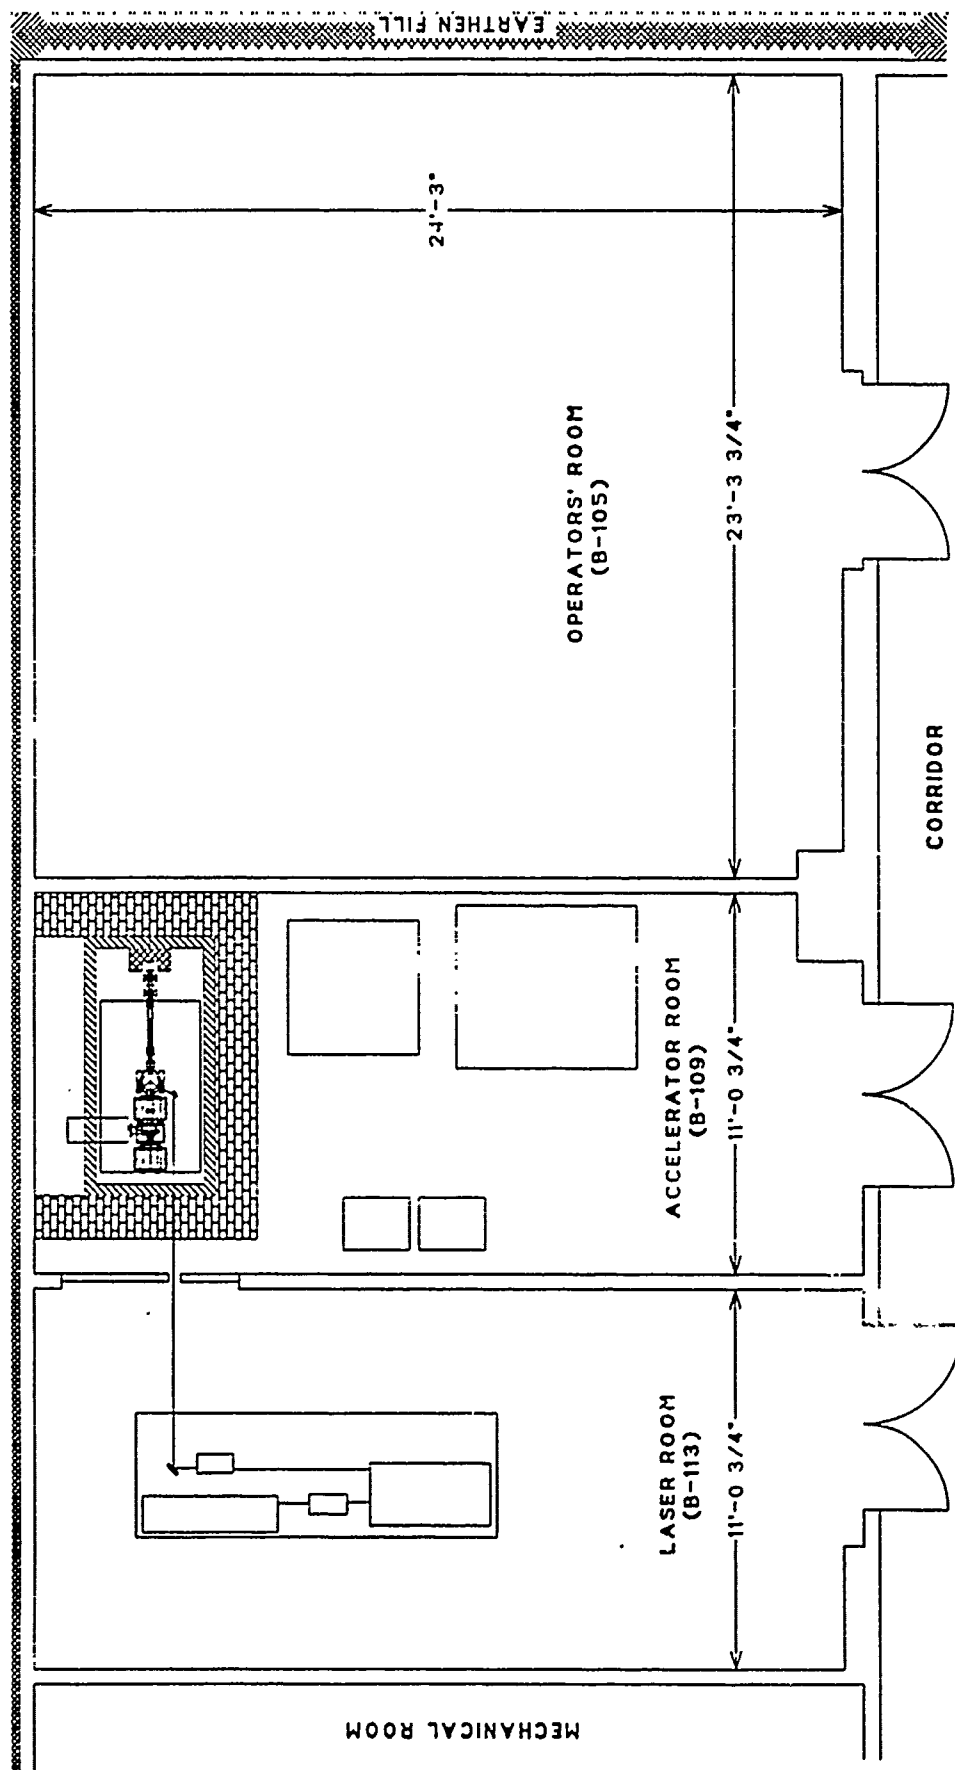 EARTHEN FILL
24'-3"
OPERATORS' ROOM
(B-105)
23'-3 3/4"
CORRIDOR
ACCELERATOR ROOM
(B-109)
11'-0 3/4"
LASER ROOM
(B-113)
11'-0 3/4"
MECHANICAL ROOM